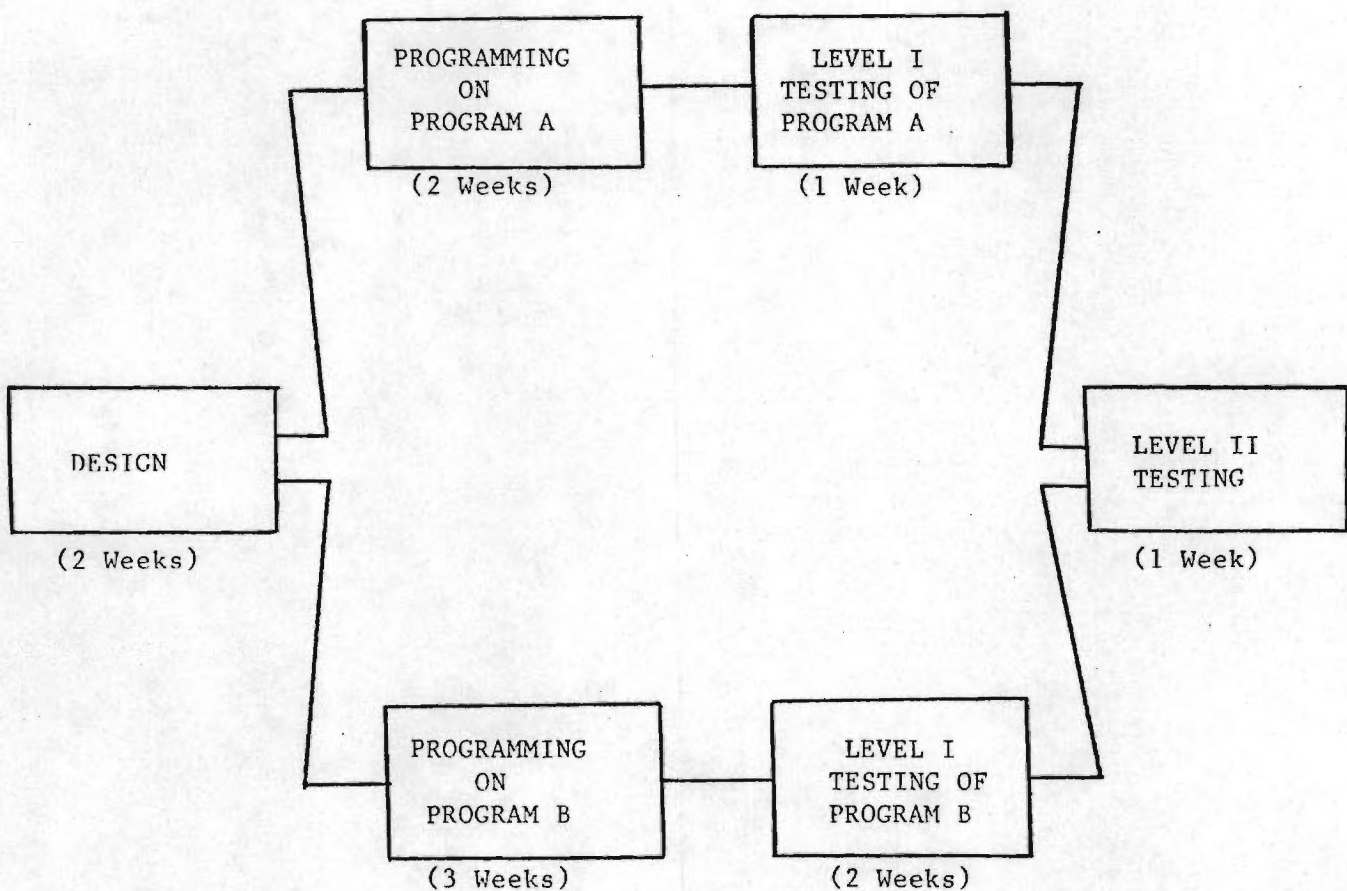 PROGRAMMING
ON
PROGRAM A
(2 Weeks)
LEVEL I
TESTING OF
PROGRAM A
(1 Week)
DESIGN
(2 Weeks)
LEVEL II
TESTING
(1 Week)
PROGRAMMING
ON
PROGRAM B
(3 Weeks)
LEVEL I
TESTING OF
PROGRAM B
(2 Weeks)